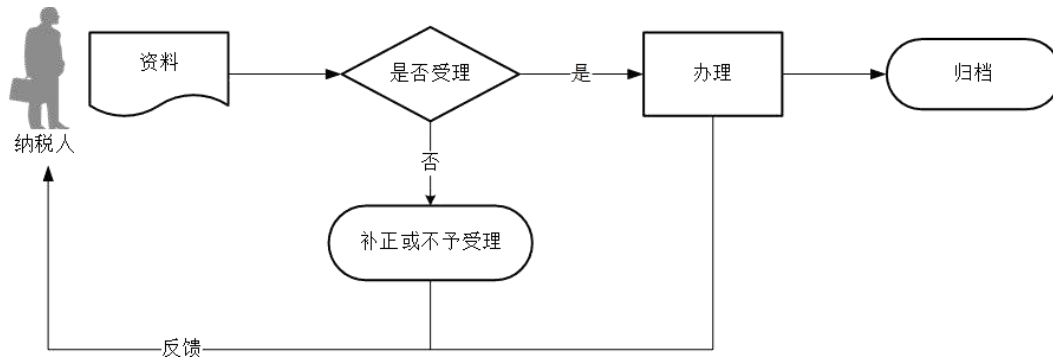 纳税人
资料
是否受理
是
办理
归档
否
补正或不予受理
反馈